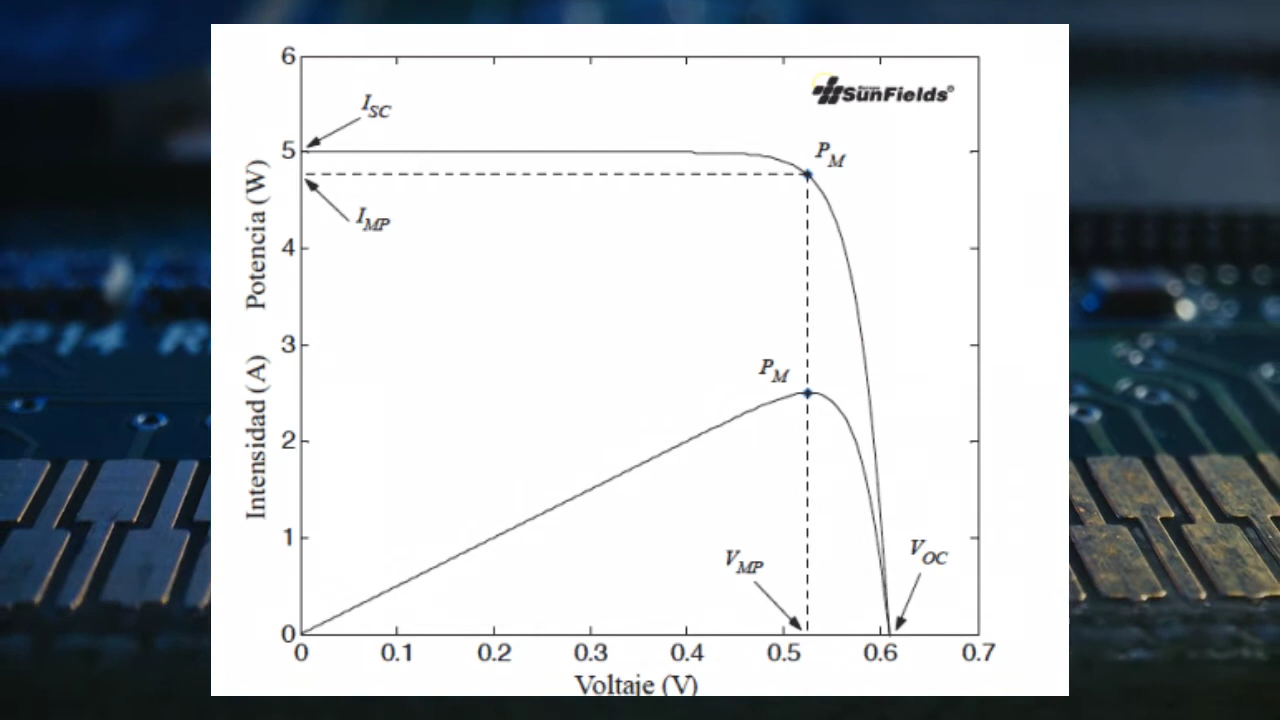 6
5
4
3
2
1
0
Potencia (W)
Intensidad (A)
I_SC
I_MP
P_M
P_M
V_MP
V_OC
SunFields
0 0.1 0.2 0.3 0.4 0.5 0.6 0.7
Voltaje (V)
P14 R